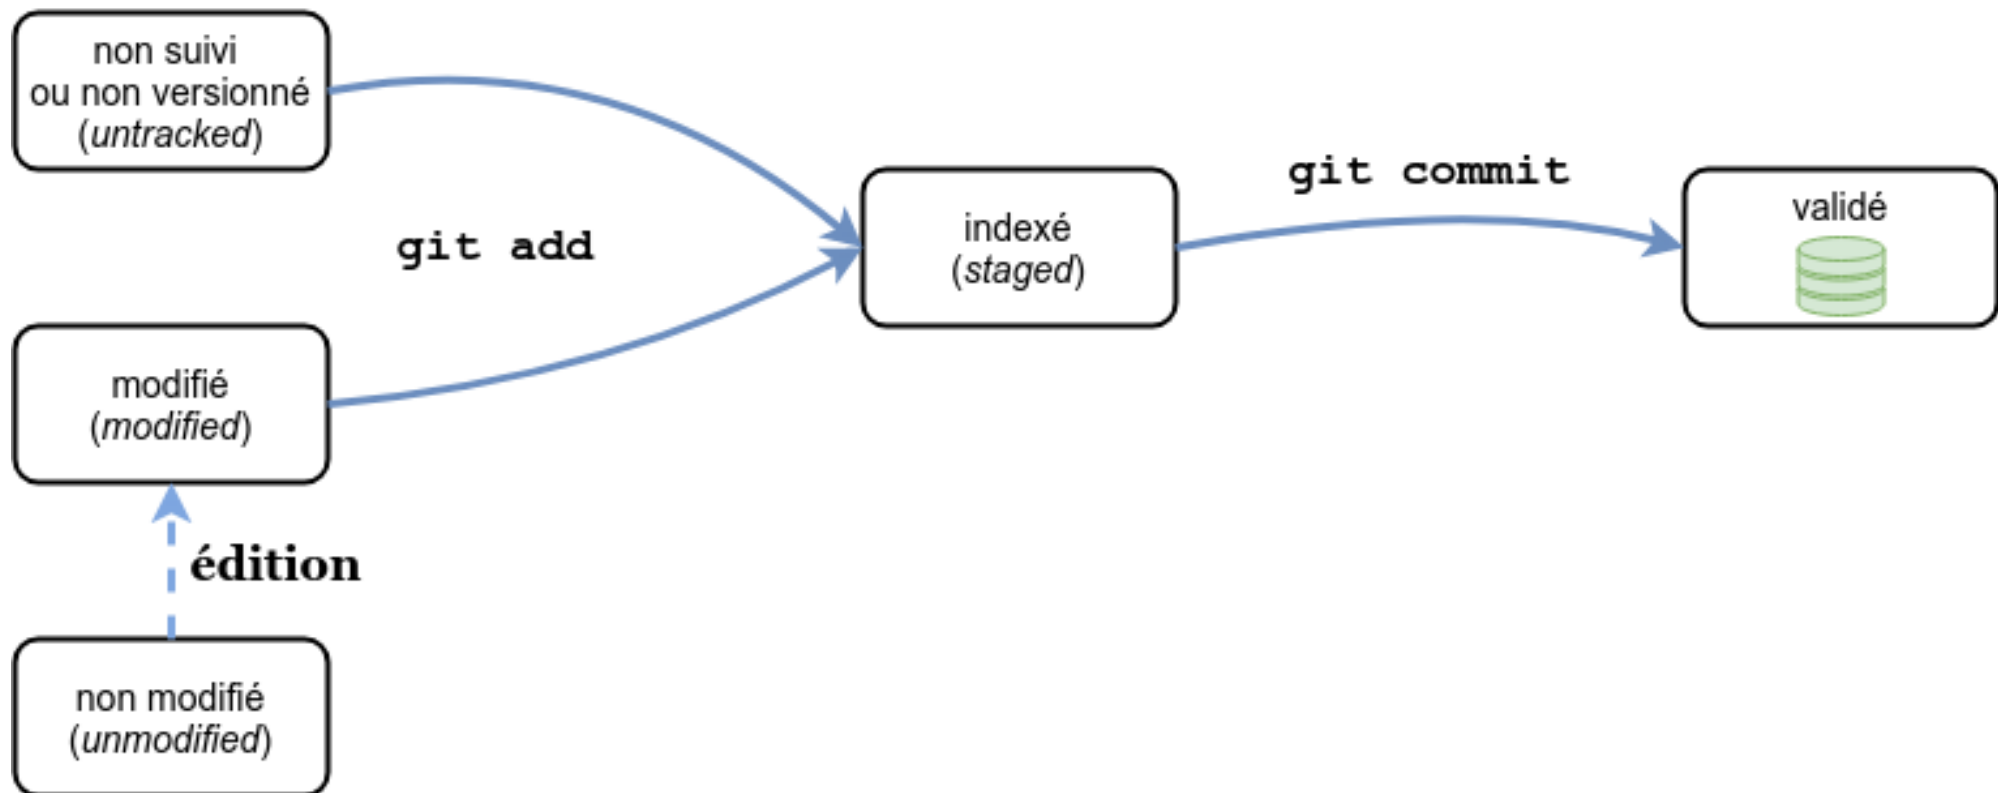 non suivi
ou non versionné
(untracked)
git add
modifié
(modified)
édition
non modifié
(unmodified)
indexé
(staged)
git commit
validé